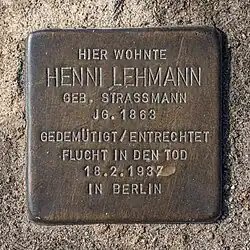 HIER WOHNTE
HENNI LEHMANN
GEB. STRASSMANN
JG. 1863
GEDEMÜTIGT/ENTRECHTET
FLUCHT IN DEN TOD
18.2.1937
IN BERLIN